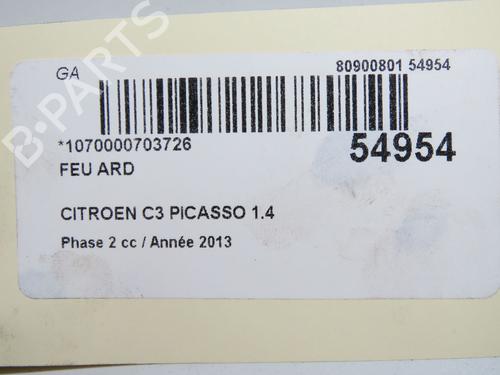 GA
80900801 54954
*1070000703726
54954
FEU ARD
CITROEN C3 PICASSO 1.4
Phase 2 cc / Année 2013
B-PARTS